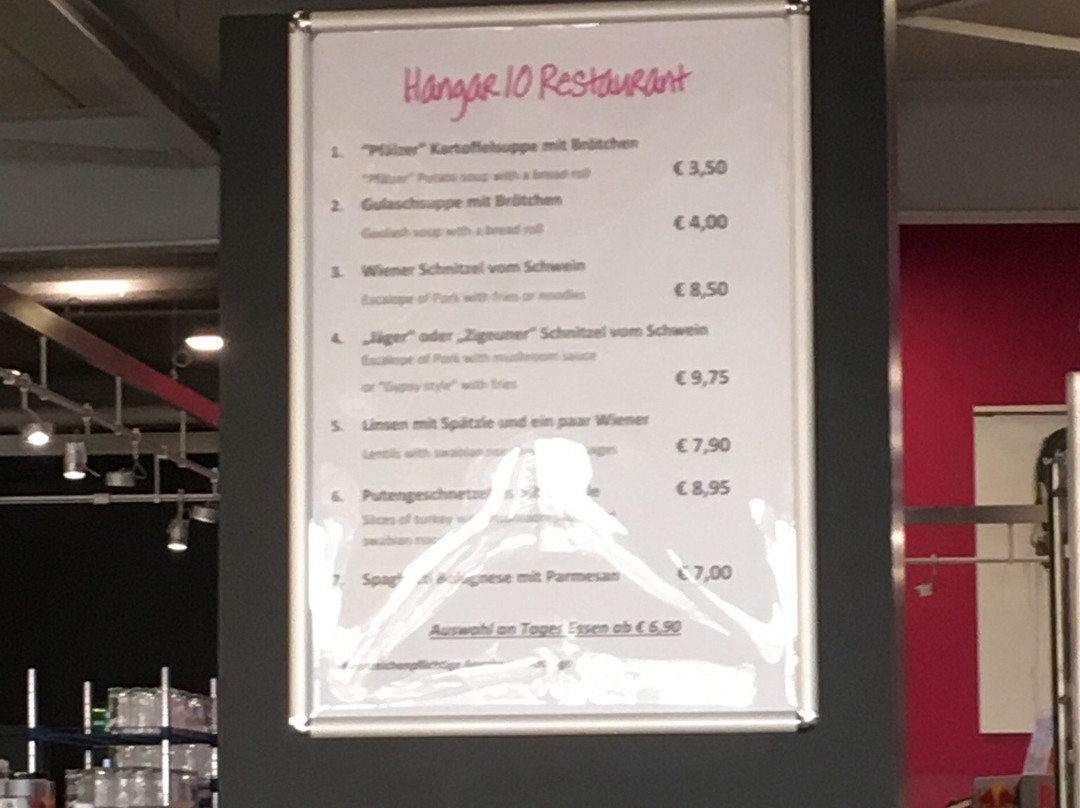 Hangar 10 Restaurant
1. "Pfälzer" Kartoffelsuppe mit Brötchen
"Pfälzer" Potato soup with a bread roll € 3,50
2. Gulaschsuppe mit Brötchen
Goulash soup with a bread roll € 4,00
3. Wiener Schnitzel vom Schwein
Escalope of Pork with fries or noodles € 8,50
4. „Jäger" oder „Zigeuner" Schnitzel vom Schwein
Escalope of Pork with mushroom sauce
or "Gypsy style" with fries € 9,75
5. Linsen mit Spätzle und ein paar Wiener
Lentils with swabian € 7,90
6. € 8,95
Slices of turkey
swabian
7. Spaghetti Bolognese mit Parmesan € 7,00
Auswahl an Tages Essen ab € 6,90